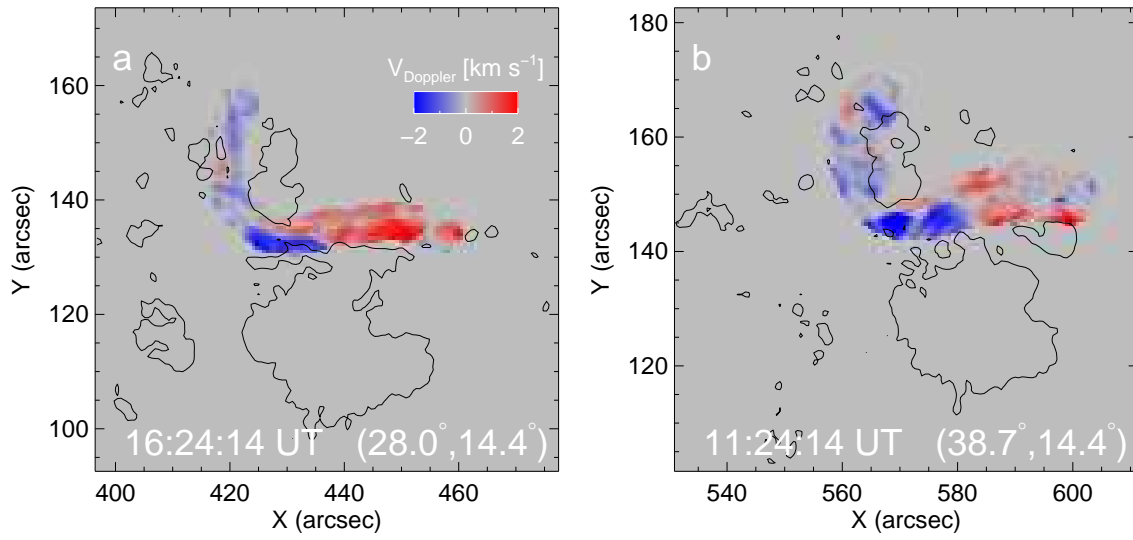 a
V_Doppler [km s⁻¹]
−2 0 2
160
140
120
100
Y (arcsec)
16:24:14 UT (28.0°,14.4°)
400 420 440 460
X (arcsec)
b
180
160
140
120
Y (arcsec)
11:24:14 UT (38.7°,14.4°)
540 560 580 600
X (arcsec)